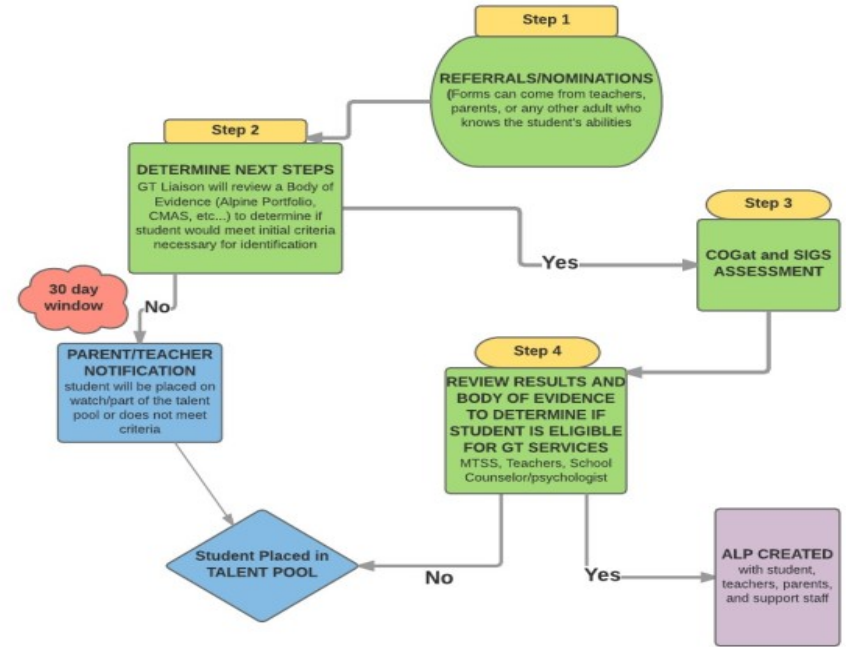 Step 1
REFERRALS/NOMINATIONS
(Forms can come from teachers,
parents, or any other adult who
knows the student's abilities
Step 2
DETERMINE NEXT STEPS
GT Liaison will review a Body of
Evidence (Alpine Portfolio,
CMAS, etc...) to determine if
student would meet initial criteria
necessary for identification
Step 3
COGat and SIGS
ASSESSMENT
Yes
30 day
window
No
PARENT/TEACHER
NOTIFICATION
student will be placed on
watch/part of the talent
pool or does not meet
criteria
Step 4
REVIEW RESULTS AND
BODY OF EVIDENCE
TO DETERMINE IF
STUDENT IS ELIGIBLE
FOR GT SERVICES
MTSS, Teachers, School
Counselor/psychologist
Student Placed in
TALENT POOL
No
Yes
ALP CREATED
with student,
teachers, parents,
and support staff